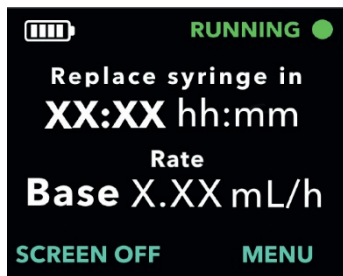 RUNNING
Replace syringe in
XX:XX hh:mm
Rate
Base X.XX mL/h
SCREEN OFF MENU